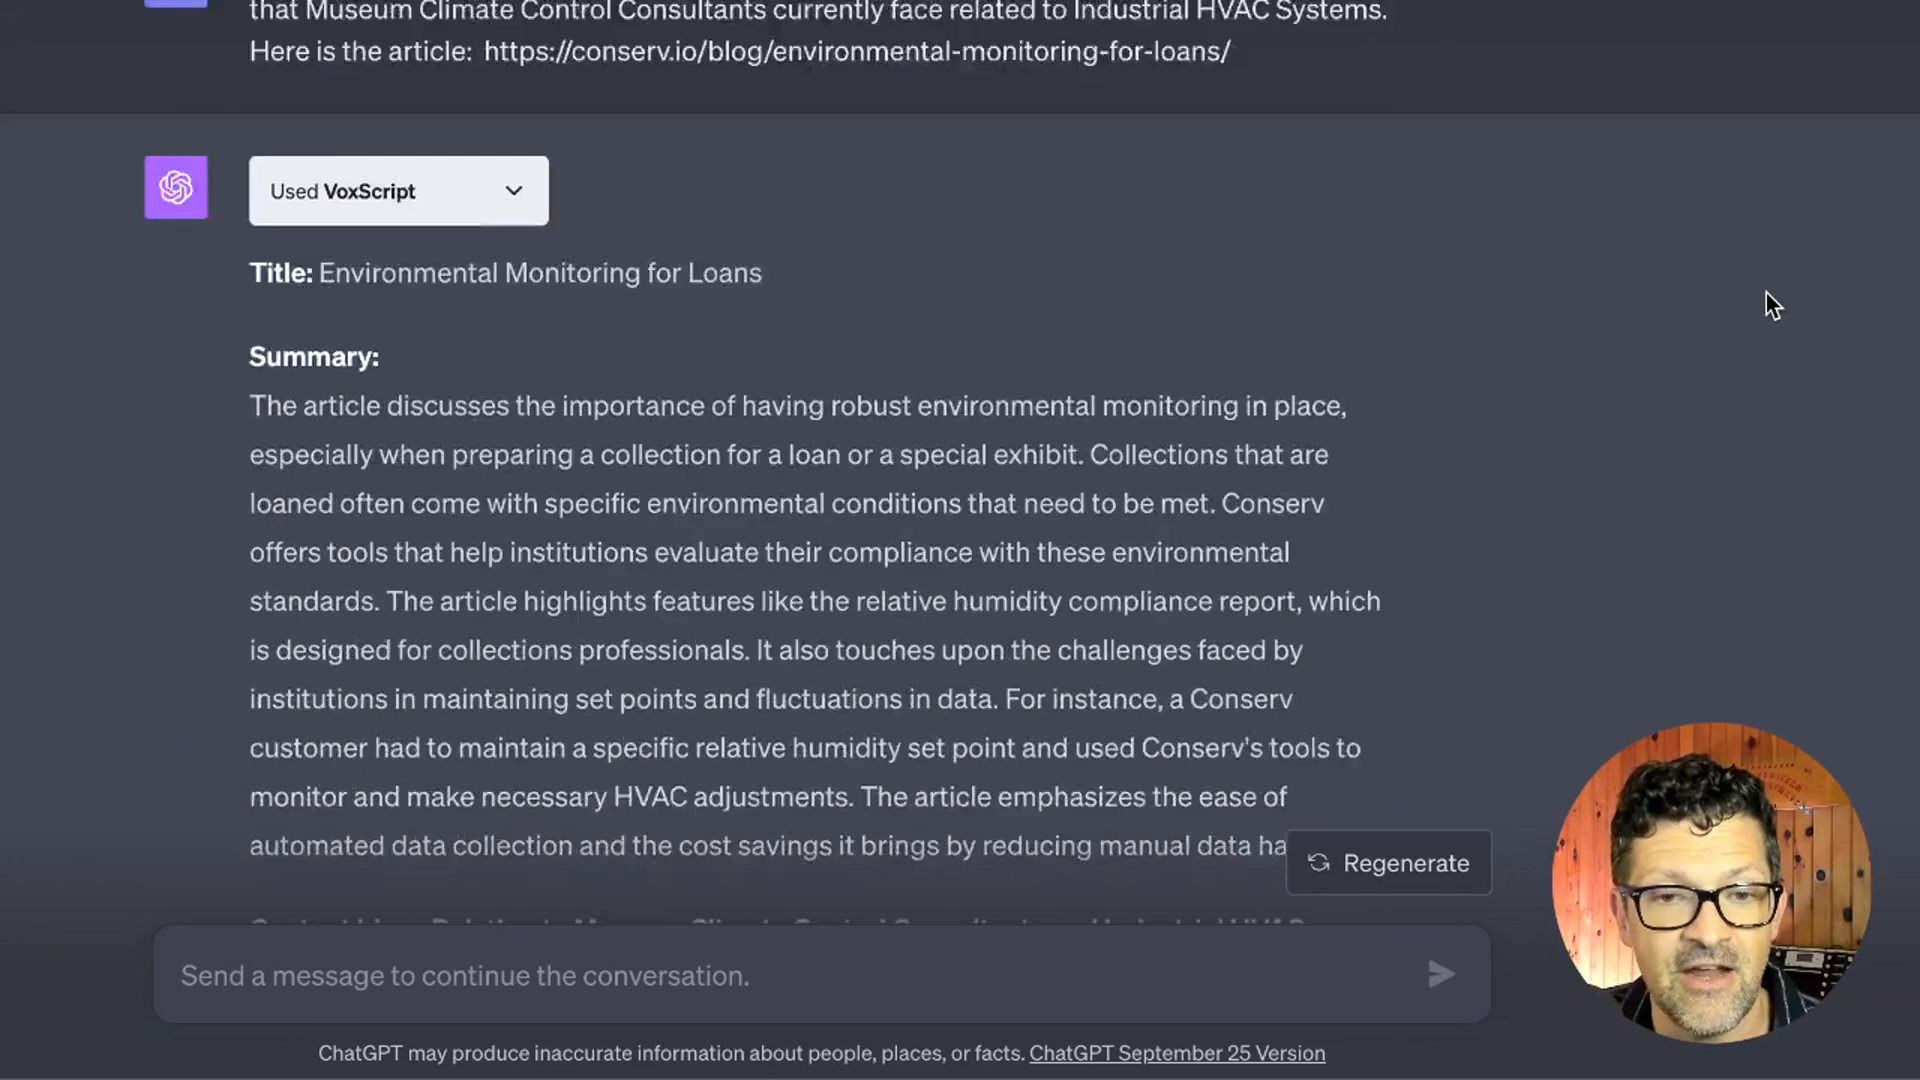 that Museum Climate Control Consultants currently face related to Industrial HVAC Systems.
Here is the article: https://conserv.io/blog/environmental-monitoring-for-loans/
Used VoxScript
Title: Environmental Monitoring for Loans
Summary:
The article discusses the importance of having robust environmental monitoring in place,
especially when preparing a collection for a loan or a special exhibit. Collections that are
loaned often come with specific environmental conditions that need to be met. Conserv
offers tools that help institutions evaluate their compliance with these environmental
standards. The article highlights features like the relative humidity compliance report, which
is designed for collections professionals. It also touches upon the challenges faced by
institutions in maintaining set points and fluctuations in data. For instance, a Conserv
customer had to maintain a specific relative humidity set point and used Conserv's tools to
monitor and make necessary HVAC adjustments. The article emphasizes the ease of
automated data collection and the cost savings it brings by reducing manual data ha
Regenerate
Send a message to continue the conversation.
ChatGPT may produce inaccurate information about people, places, or facts. ChatGPT September 25 Version